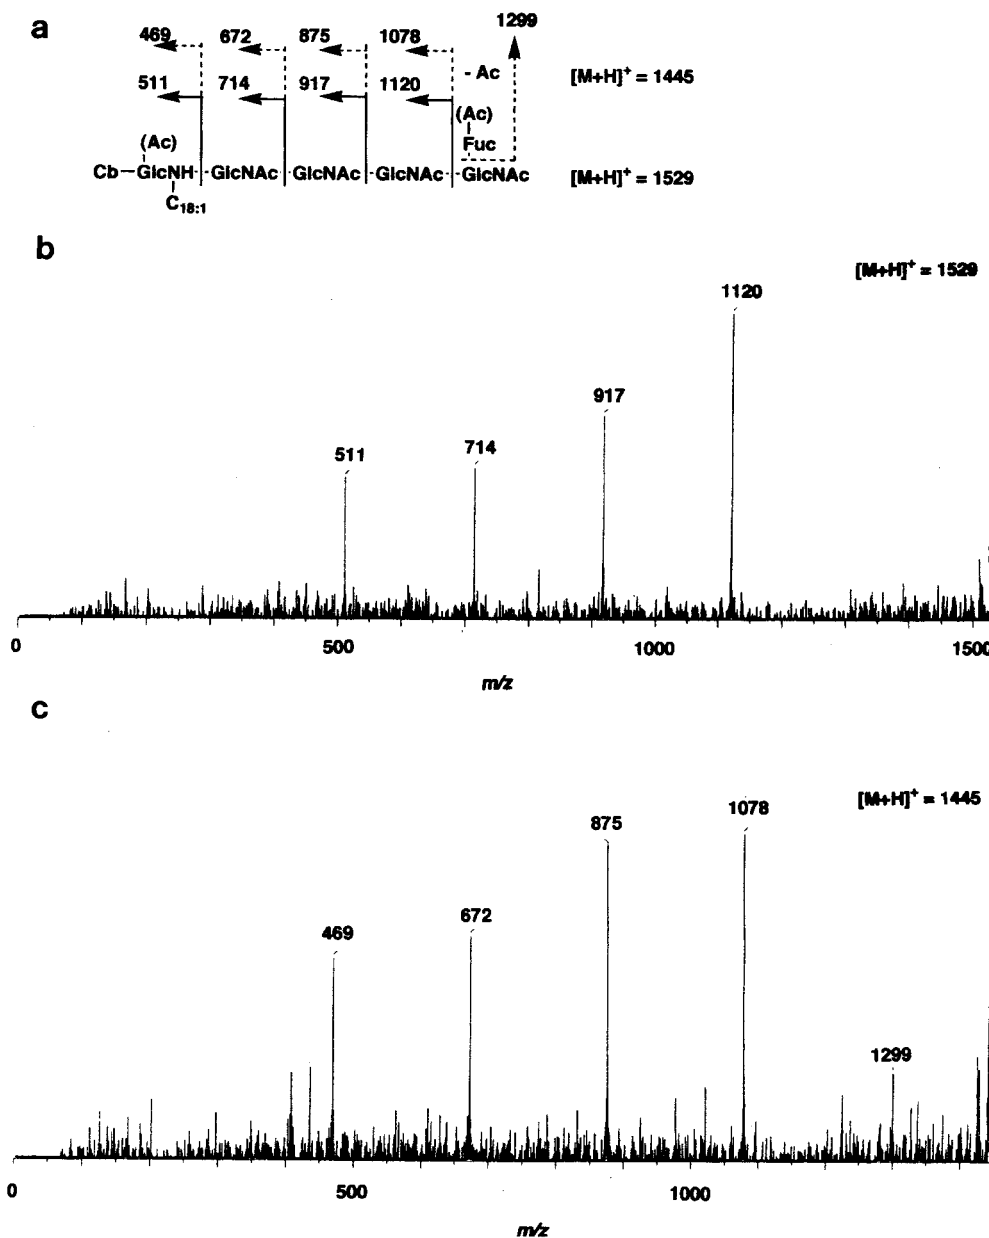 a
1299
469 672 875 1078
- Ac [M+H]+ = 1445
511 714 917 1120
(Ac)
(Ac) Fuc
Cb GlcNH GlcNAc GlcNAc GlcNAc GlcNAc [M+H]+ = 1529
C18:1
b
[M+H]+ = 1529
1120
917
714
511
0 500 1000 1500
m/z
c
[M+H]+ = 1445
1078
875
672
469
1299
0 500 1000
m/z